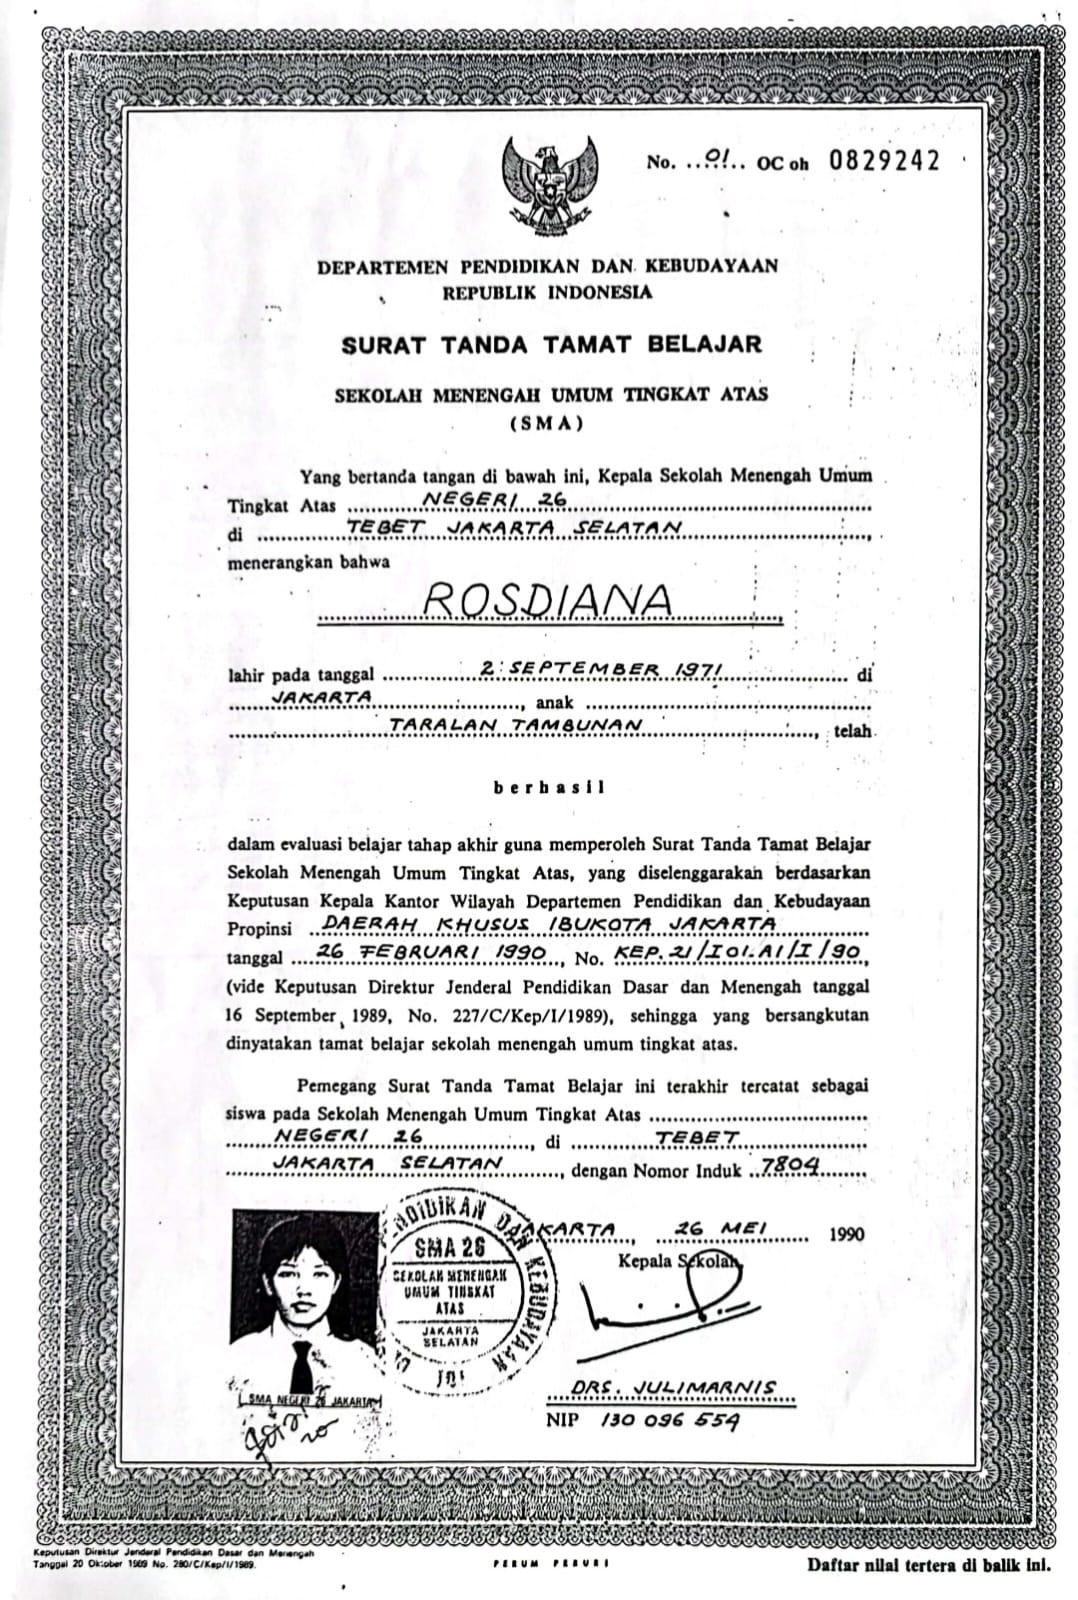 No. ..01.. OC oh 0829242
DEPARTEMEN PENDIDIKAN DAN KEBUDAYAAN
REPUBLIK INDONESIA
SURAT TANDA TAMAT BELAJAR
SEKOLAH MENENGAH UMUM TINGKAT ATAS
(SMA)
Yang bertanda tangan di bawah ini, Kepala Sekolah Menengah Umum
Tingkat Atas NEGERI 26
di TEBET JAKARTA SELATAN,
menerangkan bahwa
ROSDIANA,
lahir pada tanggal 2 SEPTEMBER 1971 di
JAKARTA, anak
TARALAN TAMBUNAN, telah
berhasil
dalam evaluasi belajar tahap akhir guna memperoleh Surat Tanda Tamat Belajar
Sekolah Menengah Umum Tingkat Atas, yang diselenggarakan berdasarkan
Keputusan Kepala Kantor Wilayah Departemen Pendidikan dan Kebudayaan
Propinsi DAERAH KHUSUS IBUKOTA JAKARTA
tanggal 26 FEBRUARI 1990, No. KEP.21/I01.A1/I/90,
(vide Keputusan Direktur Jenderal Pendidikan Dasar dan Menengah tanggal
16 September 1989, No. 227/C/Kep/I/1989), sehingga yang bersangkutan
dinyatakan tamat belajar sekolah menengah umum tingkat atas.
Pemegang Surat Tanda Tamat Belajar ini terakhir tercatat sebagai
siswa pada Sekolah Menengah Umum Tingkat Atas
NEGERI 26, di TEBET
JAKARTA SELATAN, dengan Nomor Induk 7804
JAKARTA, 26 MEI 1990
Kepala Sekolah,
PENDIDIKAN DAN KEBUDAYAAN
SMA 26
SEKOLAH MENENGAH
UMUM TINGKAT
ATAS
JAKARTA
SELATAN
SMA NEGERI 26 JAKARTA
DRS. JULIMARNIS
NIP 130 096 554
Keputusan Direktur Jenderal Pendidikan Dasar dan Menengah
Tanggal 20 Oktober 1989 No. 280/C/Kep/I/1989.
PERUM PERURI
Daftar nilai tertera di balik ini.